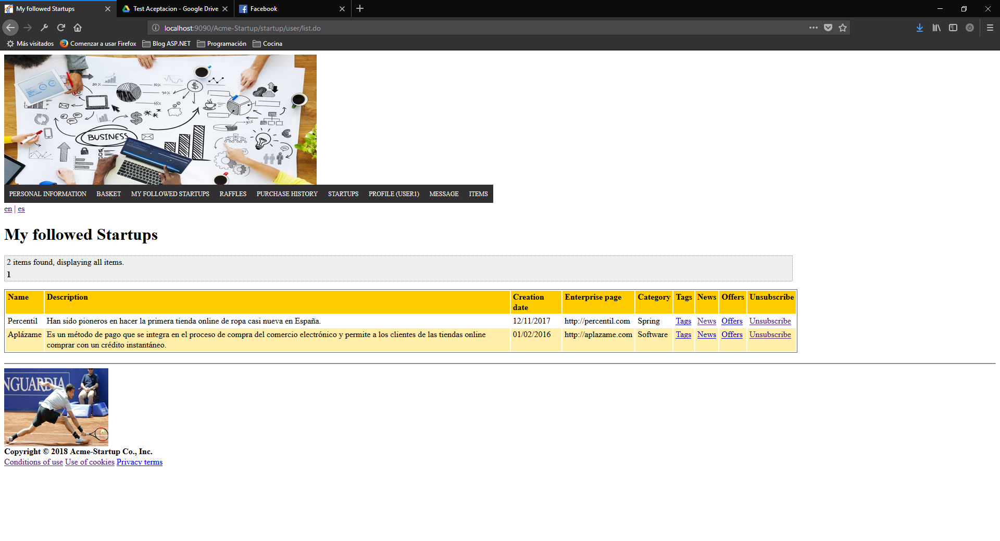 My followed Startups
Test Aceptacion - Google Drive
Facebook
localhost:9090/Acme-Startup/startup/user/list.do
Más visitados Comenzar a usar Firefox Blog ASP.NET Programación Cocina
20% 10%
30%
45%
30%
BUSINESS
PERSONAL INFORMATION BASKET MY FOLLOWED STARTUPS RAFFLES PURCHASE HISTORY STARTUPS PROFILE (USER1) MESSAGE ITEMS
en | es
My followed Startups
2 items found, displaying all items.
1
Name Description Creation date Enterprise page Category Tags News Offers Unsubscribe
Percentil Han sido pioneros en hacer la primera tienda online de ropa casi nueva en España. 12/11/2017 http://percentil.com Spring Tags News Offers Unsubscribe
Aplázame Es un método de pago que se integra en el proceso de compra del comercio electrónico y permite a los clientes de las tiendas online 01/02/2016 http://aplazame.com Software Tags News Offers Unsubscribe
comprar con un crédito instantáneo.
NGUARDIA
Copyright © 2018 Acme-Startup Co., Inc.
Conditions of use Use of cookies Privacy terms